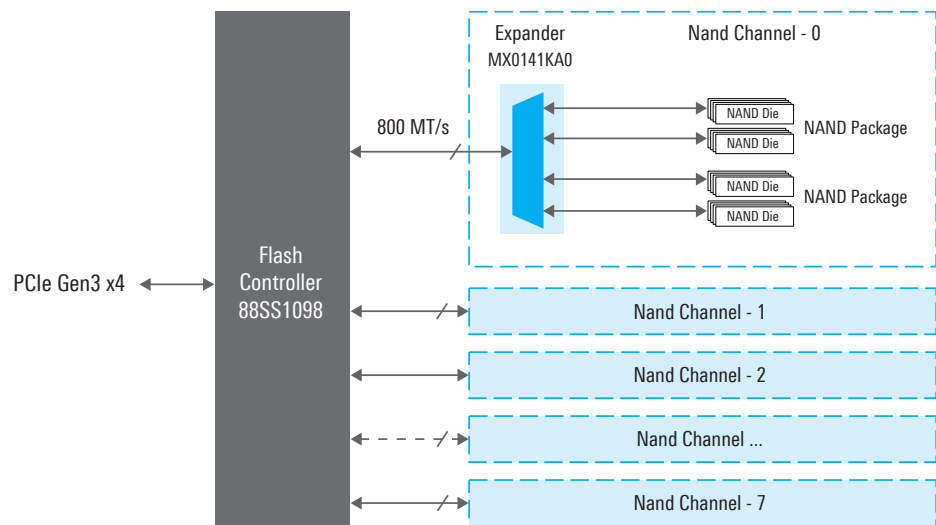 Expander
MX0141KA0
Nand Channel - 0
800 MT/s
NAND Die
NAND Die
NAND Package
NAND Die
NAND Die
NAND Package
PCIe Gen3 x4
Flash
Controller
88SS1098
Nand Channel - 1
Nand Channel - 2
Nand Channel ...
Nand Channel - 7